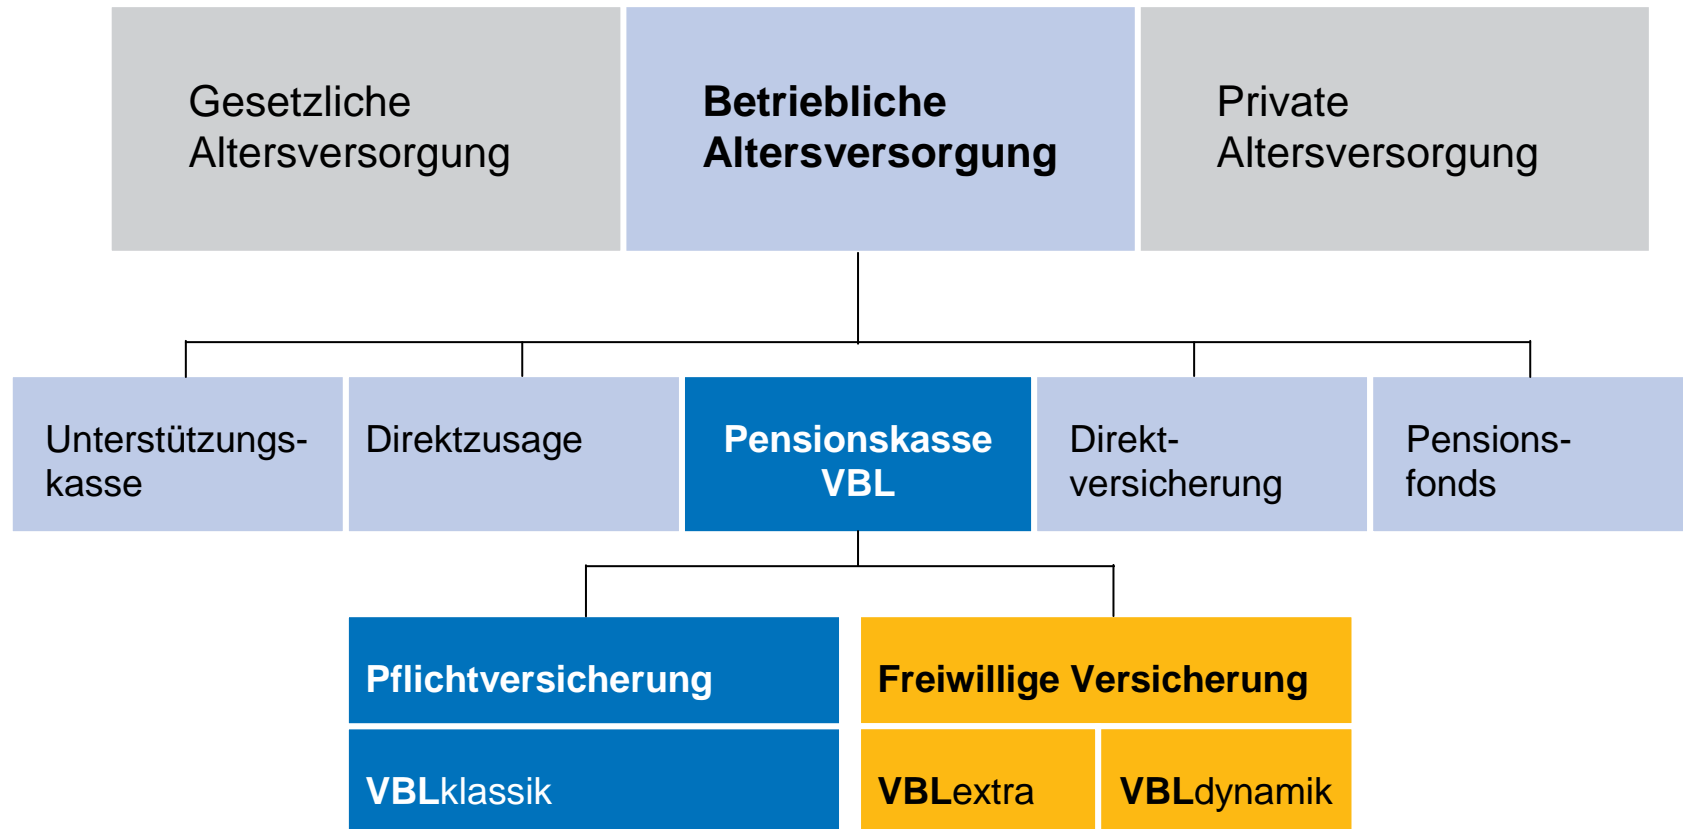 Gesetzliche
Altersversorgung
Betriebliche
Altersversorgung
Private
Altersversorgung
Unterstützungs-
kasse
Direktzusage
Pensionskasse
VBL
Direkt-
versicherung
Pensions-
fonds
Pflichtversicherung
VBLklassik
Freiwillige Versicherung
VBLextra
VBLdynamik